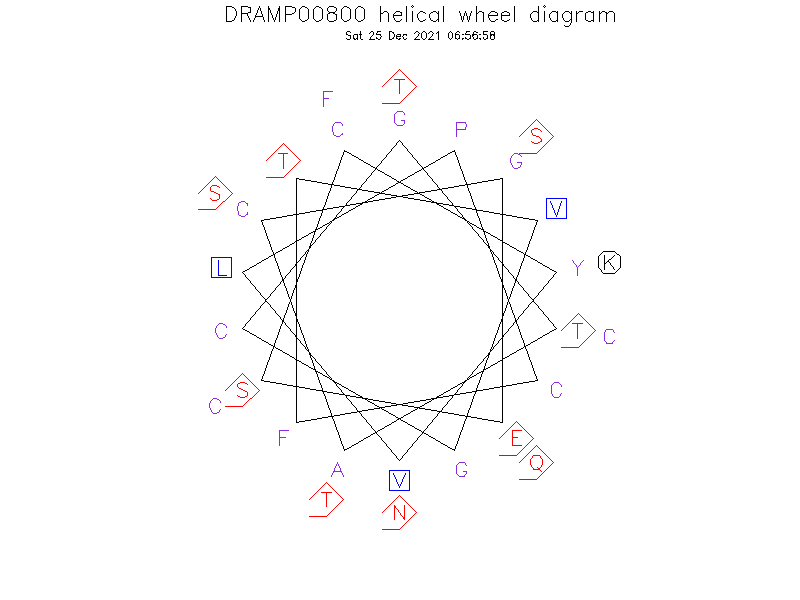 DRAMP00800 helical wheel diagram
Sat 25 Dec 2021 06:56:58
T
F
G
C
P
S
T
G
S
C
V
L
Y
K
C
T
C
S
C
C
F
E
A
V
G
Q
T
N